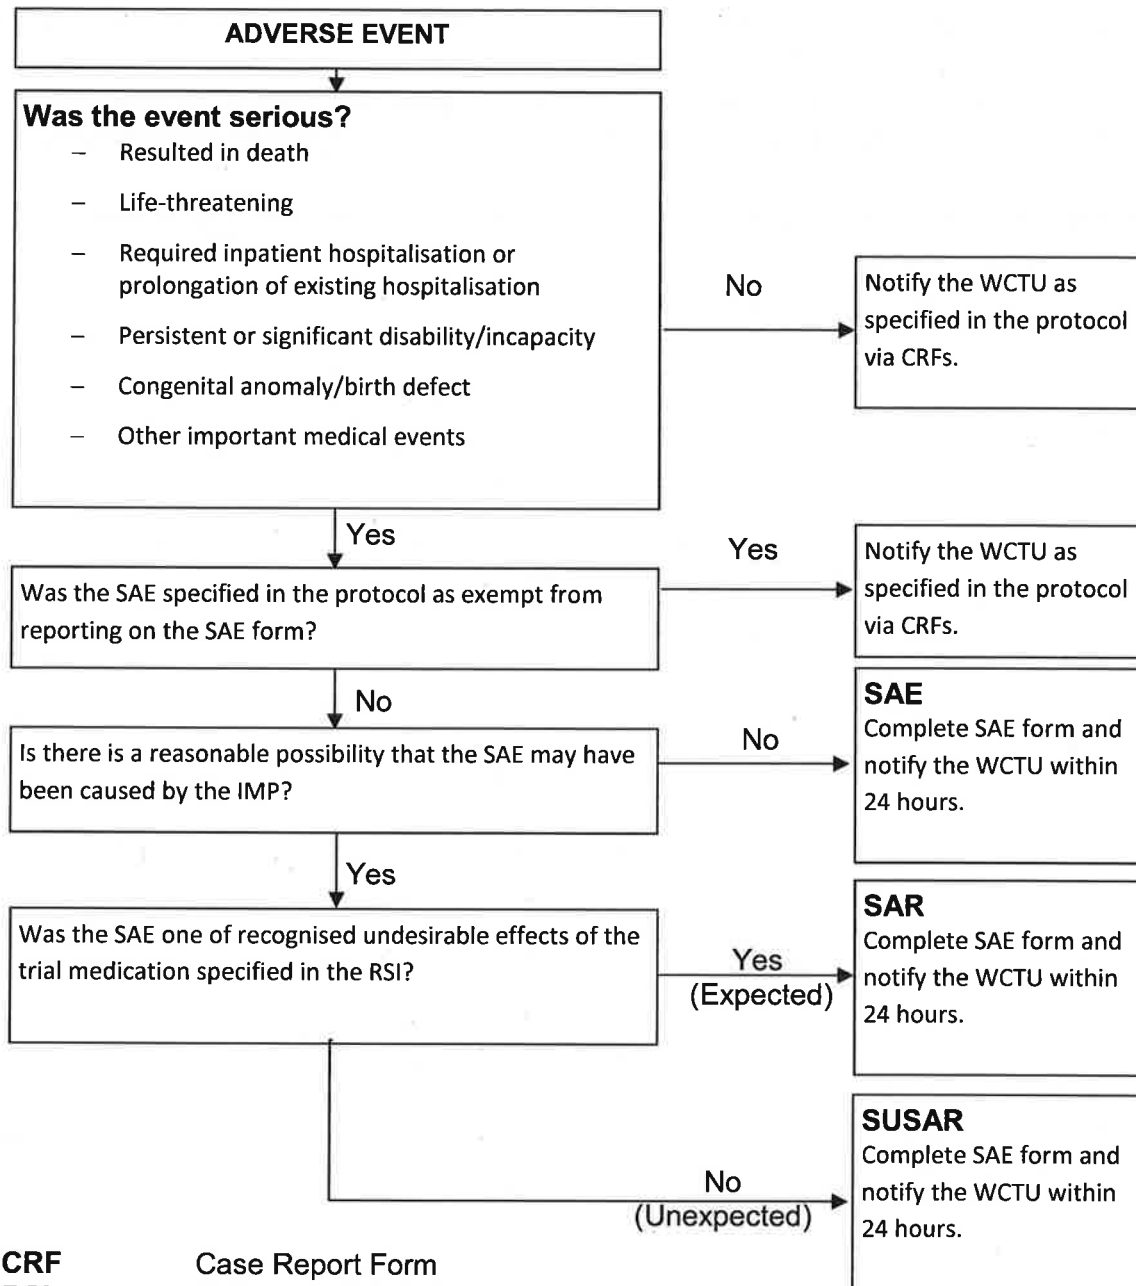 ADVERSE EVENT
Was the event serious?
– Resulted in death
– Life-threatening
– Required inpatient hospitalisation or
prolongation of existing hospitalisation
– Persistent or significant disability/incapacity
– Congenital anomaly/birth defect
– Other important medical events
No
Notify the WCTU as
specified in the protocol
via CRFs.
Yes
Was the SAE specified in the protocol as exempt from
reporting on the SAE form?
Yes
Notify the WCTU as
specified in the protocol
via CRFs.
No
Is there is a reasonable possibility that the SAE may have
been caused by the IMP?
No
SAE
Complete SAE form and
notify the WCTU within
24 hours.
Yes
Was the SAE one of recognised undesirable effects of the
trial medication specified in the RSI?
Yes
(Expected)
SAR
Complete SAE form and
notify the WCTU within
24 hours.
No
(Unexpected)
SUSAR
Complete SAE form and
notify the WCTU within
24 hours.
CRF Case Report Form